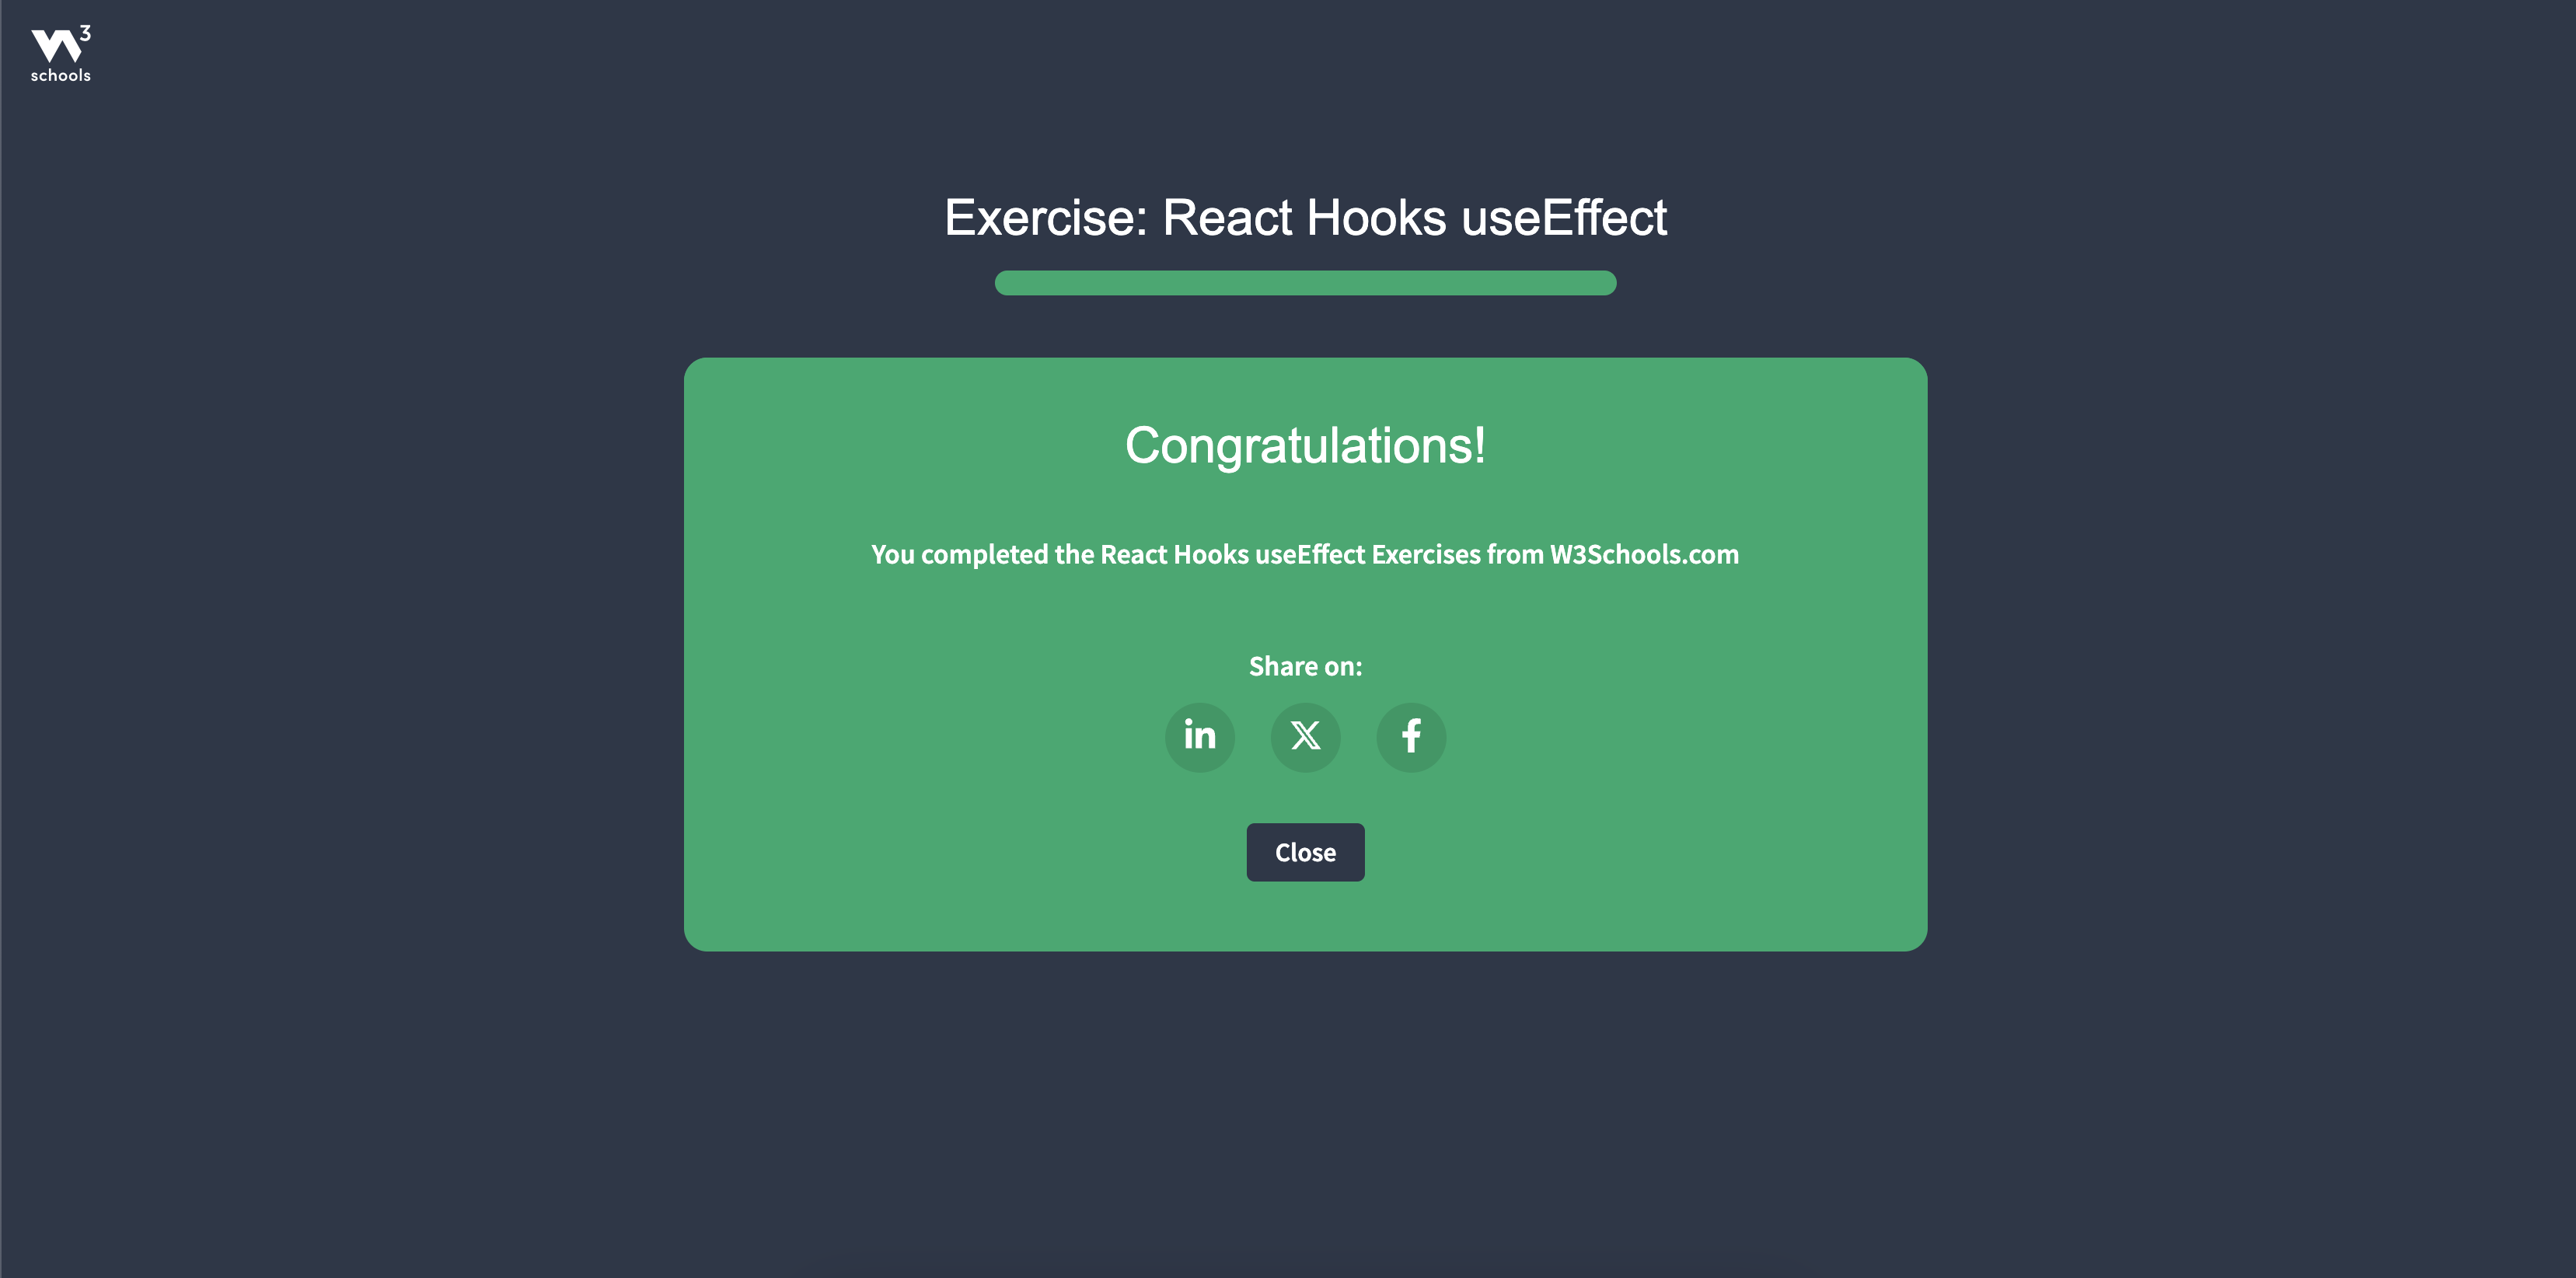 W3
schools
Exercise: React Hooks useEffect
Congratulations!
You completed the React Hooks useEffect Exercises from W3Schools.com
Share on:
in X f
Close